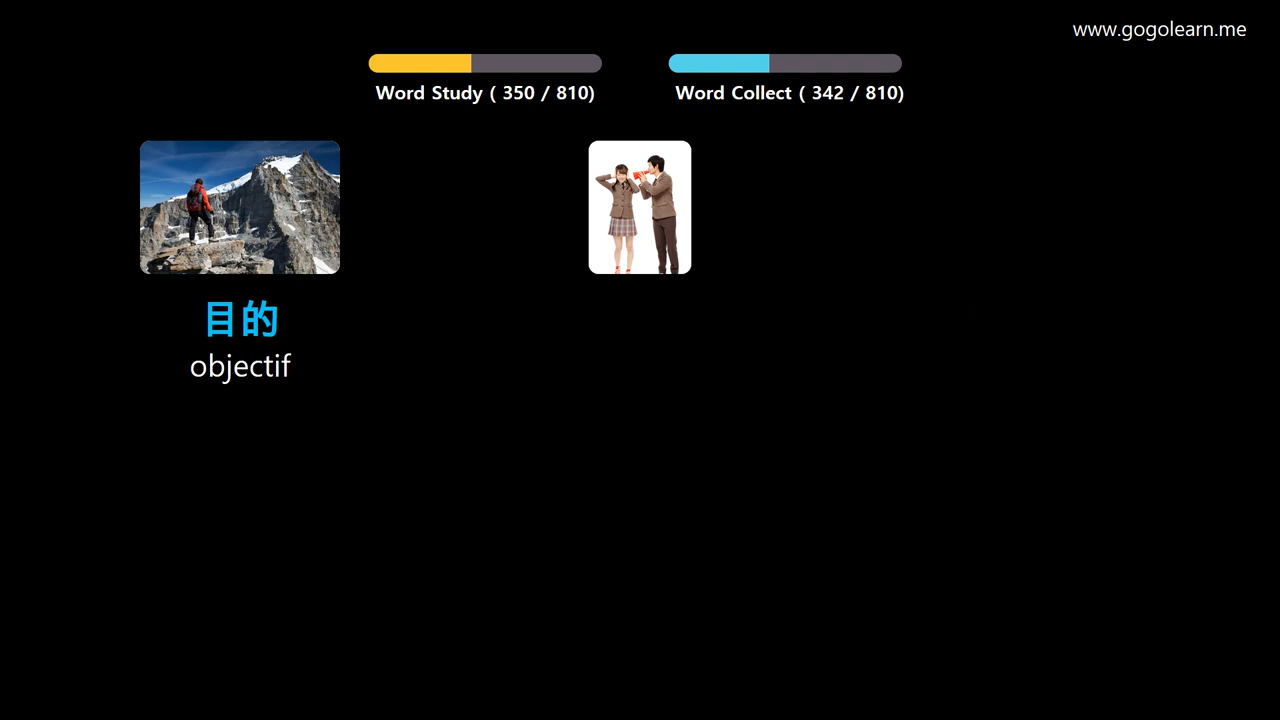 www.gogolearn.me
Word Study ( 350 / 810)
Word Collect ( 342 / 810)
目的
objectif